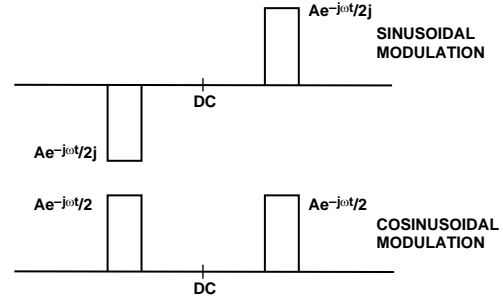 Ae–jωt/2j
SINUSOIDAL
MODULATION
DC
Ae–jωt/2j
Ae–jωt/2
Ae–jωt/2
COSINUSOIDAL
MODULATION
DC